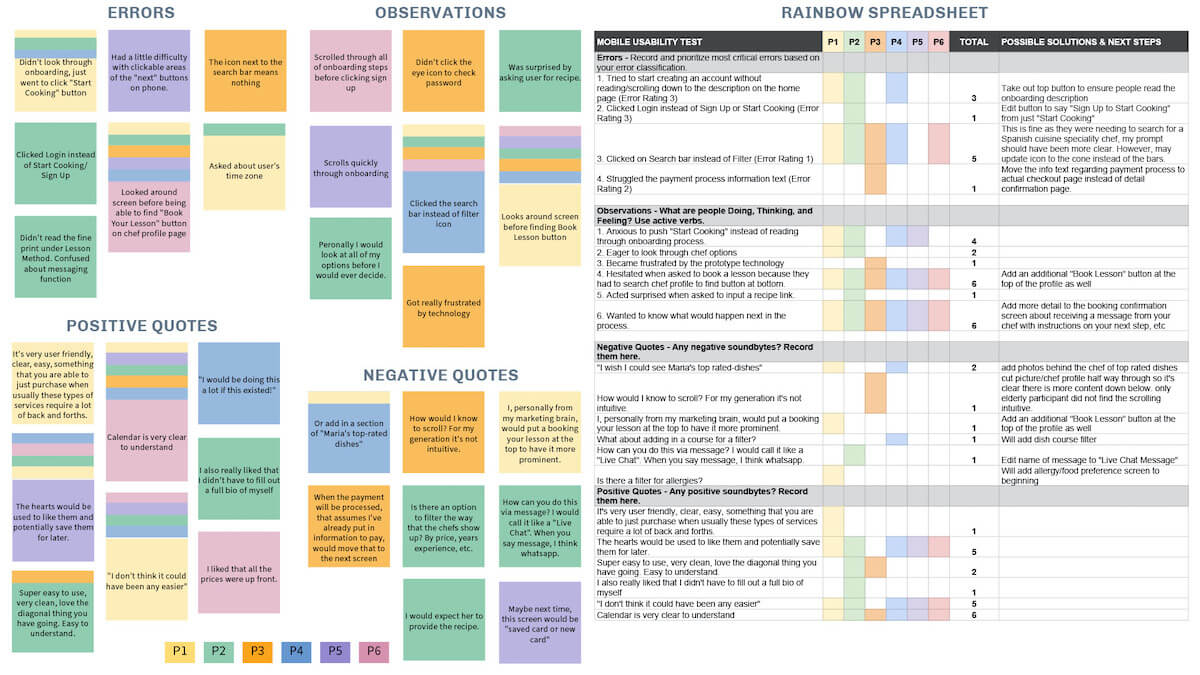 ERRORS
Didn't look through
onboarding, just
went to click "Start
Cooking" button
Had a little difficulty
with clickable areas
of the "next" buttons
on phone.
The icon next to the
search bar means
nothing
Clicked Login instead
of Start Cooking/
Sign Up
Looked around
screen before being
able to find "Book
Your Lesson" button
on chef profile page
Asked about user's
time zone
Didn't read the fine
print under Lesson
Method. Confused
about messaging
function
OBSERVATIONS
Scrolled through all
of onboarding steps
before clicking sign
up
Didn't click the
eye icon to check
password
Was surprised by
asking user for recipe.
Scrolls quickly
through onboarding
Clicked the search
bar instead of filter
icon
Looks around screen
before finding Book
Lesson button
Peronally I would
look at all of my
options before I
would ever decide.
Got really frustrated
by technology
POSITIVE QUOTES
It's very user friendly,
clear, easy, something
that you are able to
just purchase when
usually these types of
services require a lot
of back and forths.
Calendar is very clear
to understand
"I would be doing this
a lot if this existed!"
The hearts would be
used to like them and
potentially save them
for later.
"I don't think it could
have been any easier"
I also really liked that
I didn't have to fill out
a full bio of myself
I liked that all the
prices were up front.
Super easy to use,
very clean, love the
diagonal thing you
have going. Easy to
understand.
NEGATIVE QUOTES
Or add in a section
of "Maria's top-rated
dishes"
How would I know
to scroll? For my
generation it's not
intuitive.
I, personally from
my marketing brain,
would put a booking
your lesson at the
top to have it more
prominent.
When the payment
will be processed,
that assumes I've
already put in
information to pay,
would move that to
the next screen
Is there an option
to filter the way
that the chefs show
up? By price, years
experience, etc.
How can you do this
via message? I would
call it like a "Live
Chat". When you
say message, I think
whatsapp.
I would expect her to
provide the recipe.
Maybe next time,
this screen would be
"saved card or new
card"
P1 P2 P3 P4 P5 P6
RAINBOW SPREADSHEET
MOBILE USABILITY TEST P1 P2 P3 P4 P5 P6 TOTAL POSSIBLE SOLUTIONS & NEXT STEPS
Errors - Record and prioritize most critical errors based on
your error classification.
1. Tried to start creating an account without
reading/scrolling down to the description on the home
page (Error Rating 3)
3
Take out top button to ensure people read the
onboarding description
2. Clicked Login instead of Sign Up or Start Cooking (Error
Rating 3)
1
Edit button to say "Sign Up to Start Cooking"
from just "Start Cooking"
3. Clicked on Search bar instead of Filter (Error Rating 1)
5
This is fine as they were needing to search for a
Spanish cuisine speciality chef, my prompt
should have been more clear. However, may
update icon to the cone instead of the bars.
4. Struggled the payment process information text (Error
Rating 2)
1
Move the info text regarding payment process to
actual checkout page instead of detail
confirmation page.
Observations - What are people Doing, Thinking, and
Feeling? Use active verbs.
1. Anxious to push "Start Cooking" instead of reading
through onboarding process.
4
2. Eager to look through chef options
2
3. Became frustrated by the prototype technology
1
4. Hesitated when asked to book a lesson because they
had to search chef profile to find button at bottom.
6
Add an additional "Book Lesson" button at the
top of the profile as well
5. Acted surprised when asked to input a recipe link.
1
6. Wanted to know what would happen next in the
process.
6
Add more detail to the booking confirmation
screen about receiving a message from your
chef with instructions on your next step, etc
Negative Quotes - Any negative soundbytes? Record
them here.
"I wish I could see Maria's top rated-dishes"
2
add photos behind the chef of top rated dishes
How would I know to scroll? For my generation it's not
intuitive.
1
cut picture/chef profile half way through so it's
clear there is more content down below. only
elderly participant did not find the scrolling
intuitive.
I, personally from my marketing brain, would put a booking
your lesson at the top to have it more prominent.
1
Add an additional "Book Lesson" button at the
top of the profile as well
What about adding in a course for a filter?
1
Will add dish course filter
How can you do this via message? I would call it like a
"Live Chat". When you say message, I think whatsapp.
1
Edit name of message to "Live Chat Message"
Is there a filter for allergies?
Will add allergy/food preference screen to
beginning
Positive Quotes - Any positive soundbytes? Record
them here.
It's very user friendly, clear, easy, something that you are
able to just purchase when usually these types of services
require a lot of back and forths.
1
The hearts would be used to like them and potentially save
them for later.
5
Super easy to use, very clean, love the diagonal thing you
have going. Easy to understand.
2
I also really liked that I didn't have to fill out a full bio of
myself
1
"I don't think it could have been any easier"
5
Calendar is very clear to understand
6